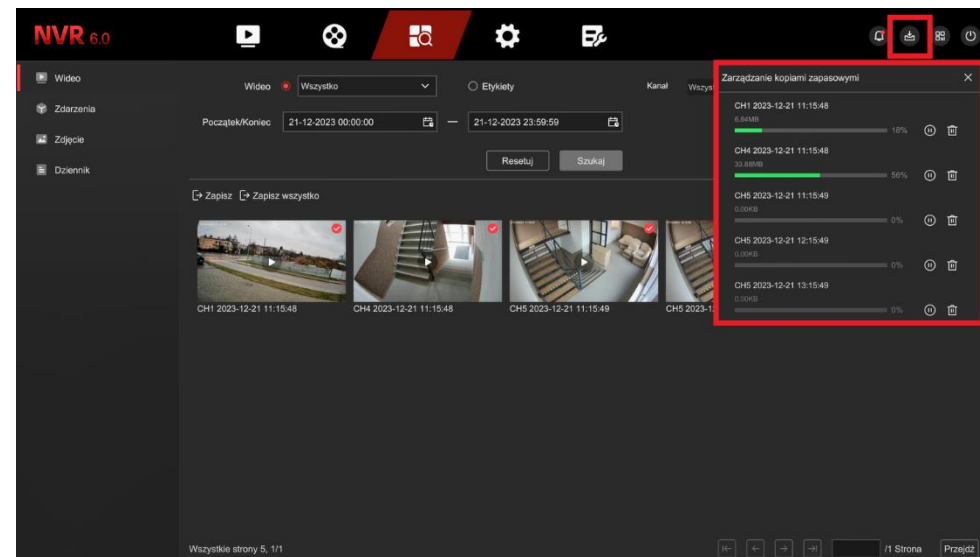 NVR 6.0
Wideo
Zdarzenia
Zdjęcie
Dziennik
Wideo Wszystko Etykiety Kanał Wszys
Początek/Koniec 21-12-2023 00:00:00 — 21-12-2023 23:59:59
Resetuj Szukaj
Zapisz Zapisz wszystko
CH1 2023-12-21 11:15:48
CH4 2023-12-21 11:15:48
CH5 2023-12-21 11:15:49
CH5 2023-1
Zarządzanie kopiami zapasowymi
CH1 2023-12-21 11:15:48
6.84MB
18%
CH4 2023-12-21 11:15:48
33.88MB
56%
CH5 2023-12-21 11:15:49
0.00KB
0%
CH5 2023-12-21 12:15:49
0.00KB
0%
CH5 2023-12-21 13:15:49
0.00KB
0%
Wszystkie strony 5, 1/1
/1 Strona Przejdź